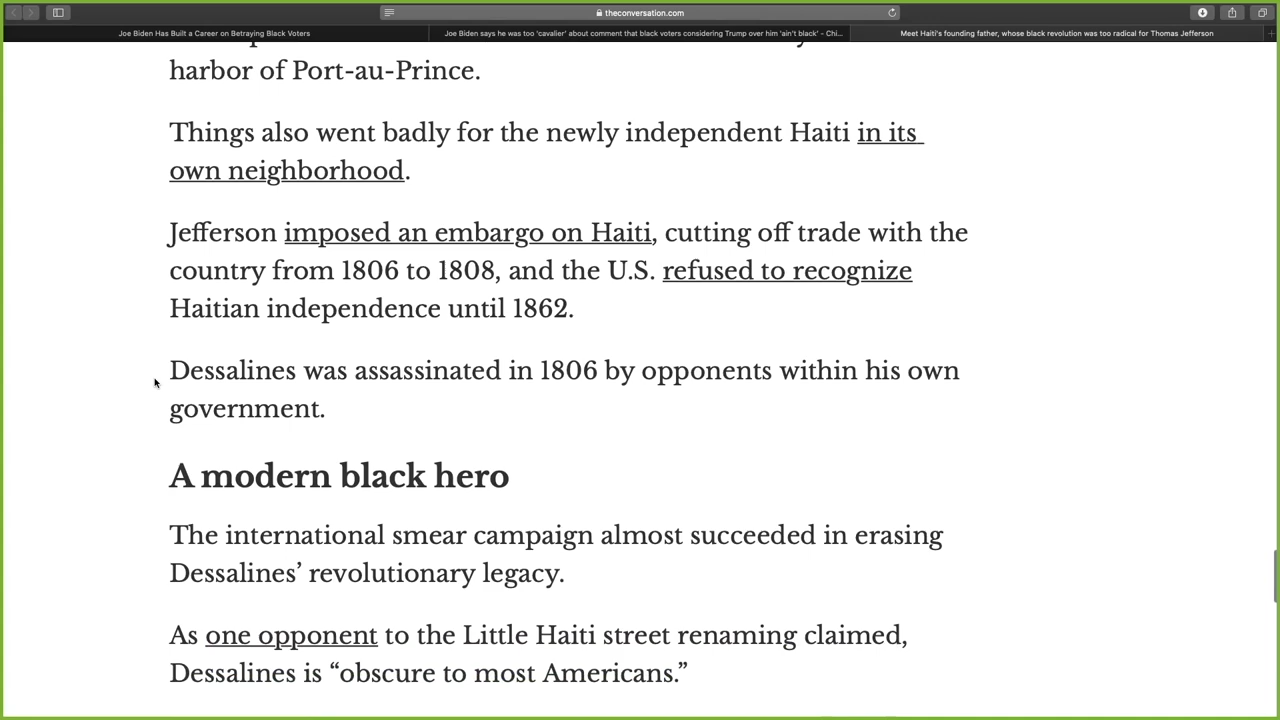 theconversation.com
Joe Biden Has Built a Career on Betraying Black Voters
Joe Biden says he was too 'cavalier' about comment that black voters considering Trump over him 'ain't black' - Chi...
Meet Haiti's founding father, whose black revolution was too radical for Thomas Jefferson
harbor of Port-au-Prince.
Things also went badly for the newly independent Haiti in its
own neighborhood.
Jefferson imposed an embargo on Haiti, cutting off trade with the
country from 1806 to 1808, and the U.S. refused to recognize
Haitian independence until 1862.
Dessalines was assassinated in 1806 by opponents within his own
government.
A modern black hero
The international smear campaign almost succeeded in erasing
Dessalines’ revolutionary legacy.
As one opponent to the Little Haiti street renaming claimed,
Dessalines is “obscure to most Americans.”